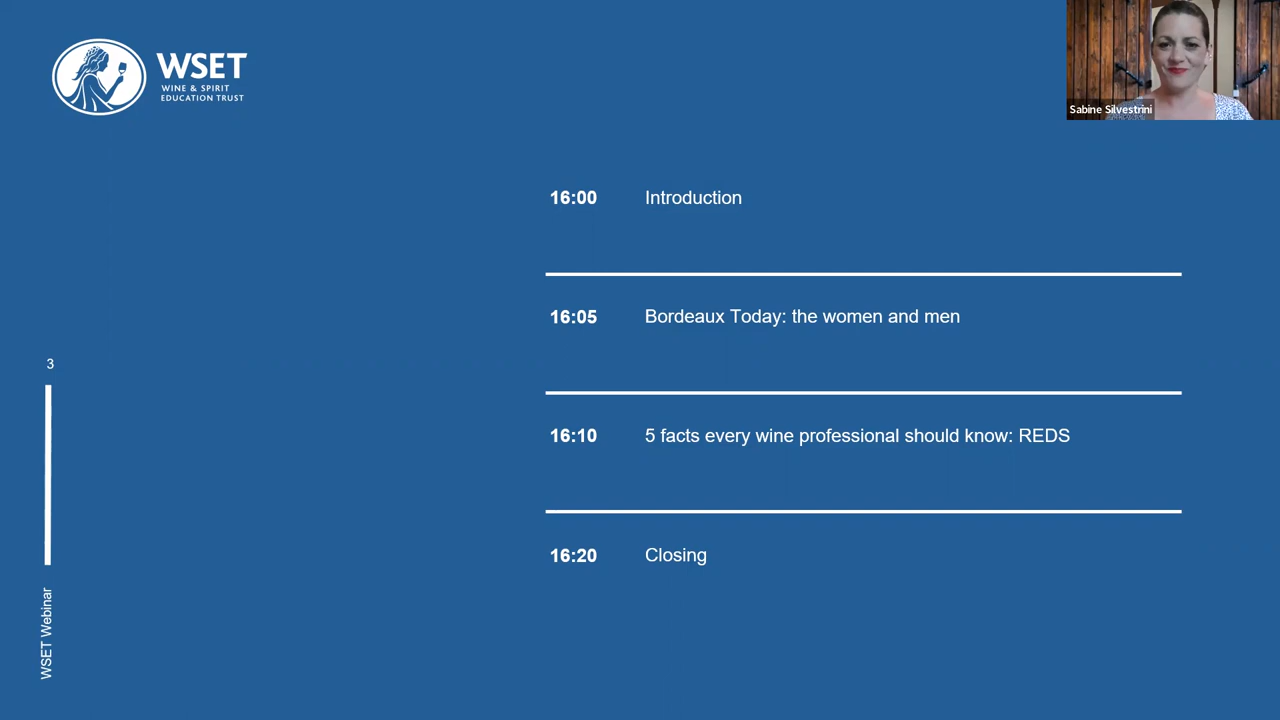 WSET
WINE & SPIRIT
EDUCATION TRUST
Sabine Silvestrini
16:00 Introduction
16:05 Bordeaux Today: the women and men
16:10 5 facts every wine professional should know: REDS
16:20 Closing
3
WSET Webinar